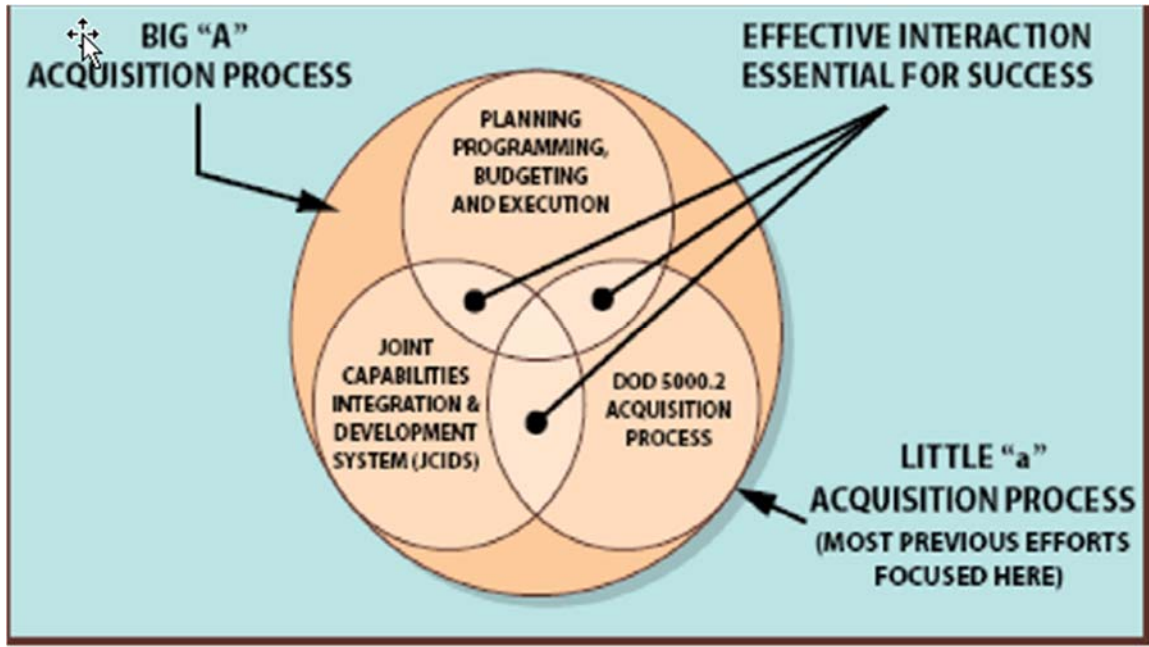 BIG “A”
ACQUISITION PROCESS
EFFECTIVE INTERACTION
ESSENTIAL FOR SUCCESS
PLANNING
PROGRAMMING,
BUDGETING
AND EXECUTION
JOINT
CAPABILITIES
INTEGRATION &
DEVELOPMENT
SYSTEM (JCIDS)
DOD 5000.2
ACQUISITION
PROCESS
LITTLE “a”
ACQUISITION PROCESS
(MOST PREVIOUS EFFORTS
FOCUSED HERE)